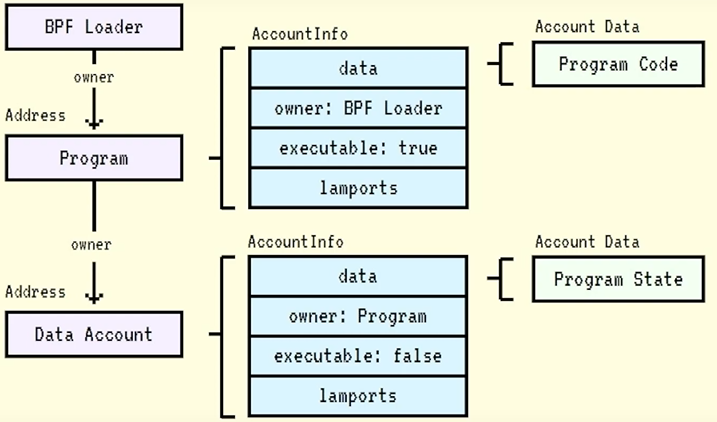 BPF Loader
owner
Address
Program
owner
Address
Data Account
AccountInfo
data
owner: BPF Loader
executable: true
lamports
Account Data
Program Code
AccountInfo
data
owner: Program
executable: false
lamports
Account Data
Program State